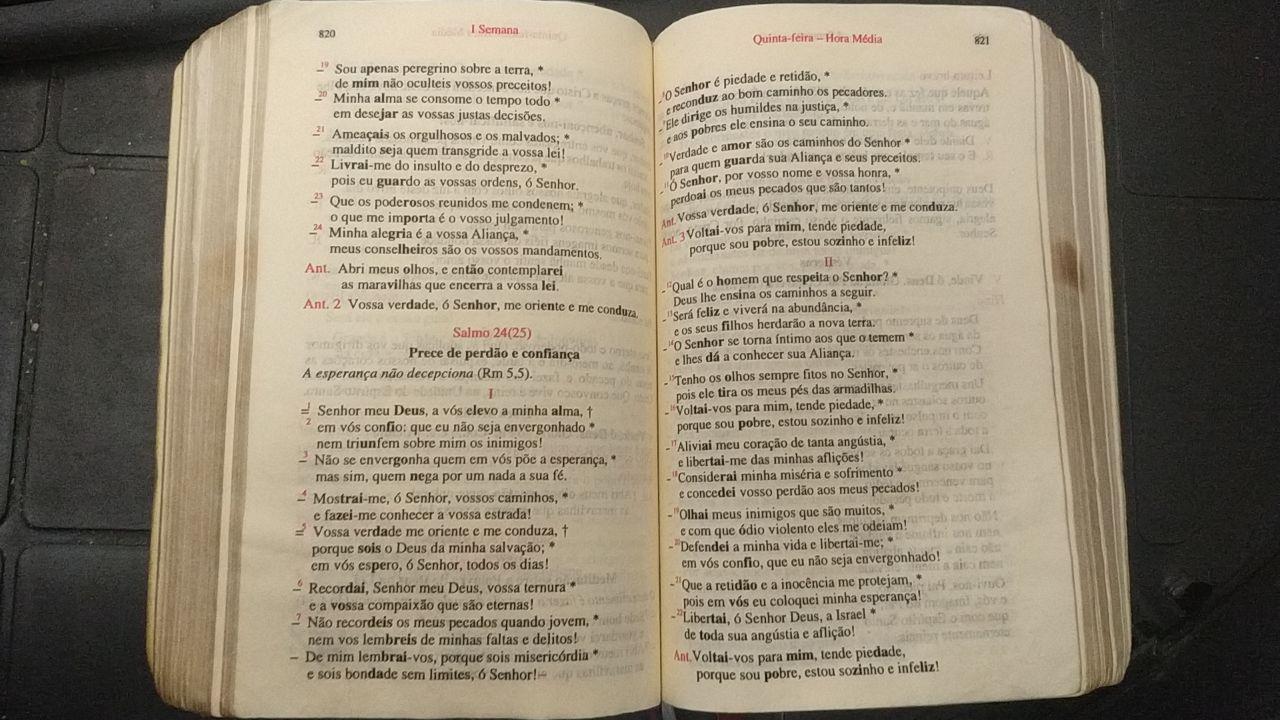 820
I Semana
–19 Sou apenas peregrino sobre a terra, *
de mim não oculteis vossos preceitos!
–20 Minha alma se consome o tempo todo *
em desejar as vossas justas decisões.
–21 Ameaçais os orgulhosos e os malvados; *
maldito seja quem transgride a vossa lei!
–22 Livrai-me do insulto e do desprezo, *
pois eu guardo as vossas ordens, ó Senhor.
–23 Que os poderosos reunidos me condenem; *
o que me importa é o vosso julgamento!
–24 Minha alegria é a vossa Aliança, *
meus conselheiros são os vossos mandamentos.
Ant. Abri meus olhos, e então contemplarei
as maravilhas que encerra a vossa lei.
Ant. 2 Vossa verdade, ó Senhor, me oriente e me conduza.
Salmo 24(25)
Prece de perdão e confiança
A esperança não decepciona (Rm 5,5).
I
=1 Senhor meu Deus, a vós elevo a minha alma, †
2 em vós confio: que eu não seja envergonhado *
nem triunfem sobre mim os inimigos!
–3 Não se envergonha quem em vós põe a esperança, *
mas sim, quem nega por um nada a sua fé.
–4 Mostrai-me, ó Senhor, vossos caminhos, *
e fazei-me conhecer a vossa estrada!
=5 Vossa verdade me oriente e me conduza, †
porque sois o Deus da minha salvação; *
em vós espero, ó Senhor, todos os dias!
–6 Recordai, Senhor meu Deus, vossa ternura *
e a vossa compaixão que são eternas!
–7 Não recordeis os meus pecados quando jovem, *
nem vos lembreis de minhas faltas e delitos!
– De mim lembrai-vos, porque sois misericórdia *
e sois bondade sem limites, ó Senhor!
Quinta-feira – Hora Média
821
O Senhor é piedade e retidão, *
e reconduz ao bom caminho os pecadores.
Ele dirige os humildes na justiça, *
e aos pobres ele ensina o seu caminho.
–10 Verdade e amor são os caminhos do Senhor *
para quem guarda sua Aliança e seus preceitos.
–11 Ó Senhor, por vosso nome e vossa honra, *
perdoai os meus pecados que são tantos!
Ant. Vossa verdade, ó Senhor, me oriente e me conduza.
Ant. 3 Voltai-vos para mim, tende piedade,
porque sou pobre, estou sozinho e infeliz!
II
–12 Qual é o homem que respeita o Senhor? *
Deus lhe ensina os caminhos a seguir.
–13 Será feliz e viverá na abundância, *
e os seus filhos herdarão a nova terra.
–14 O Senhor se torna íntimo aos que o temem *
e lhes dá a conhecer sua Aliança.
–15 Tenho os olhos sempre fitos no Senhor, *
pois ele tira os meus pés das armadilhas.
–16 Voltai-vos para mim, tende piedade, *
porque sou pobre, estou sozinho e infeliz!
–17 Aliviai meu coração de tanta angústia, *
e libertai-me das minhas aflições!
–18 Considerai minha miséria e sofrimento *
e concedei vosso perdão aos meus pecados!
–19 Olhai meus inimigos que são muitos, *
e com que ódio violento eles me odeiam!
–20 Defendei a minha vida e libertai-me; *
em vós confio, que eu não seja envergonhado!
–21 Que a retidão e a inocência me protejam, *
pois em vós eu coloquei minha esperança!
–22 Libertai, ó Senhor Deus, a Israel *
de toda sua angústia e aflição!
Ant. Voltai-vos para mim, tende piedade,
porque sou pobre, estou sozinho e infeliz!